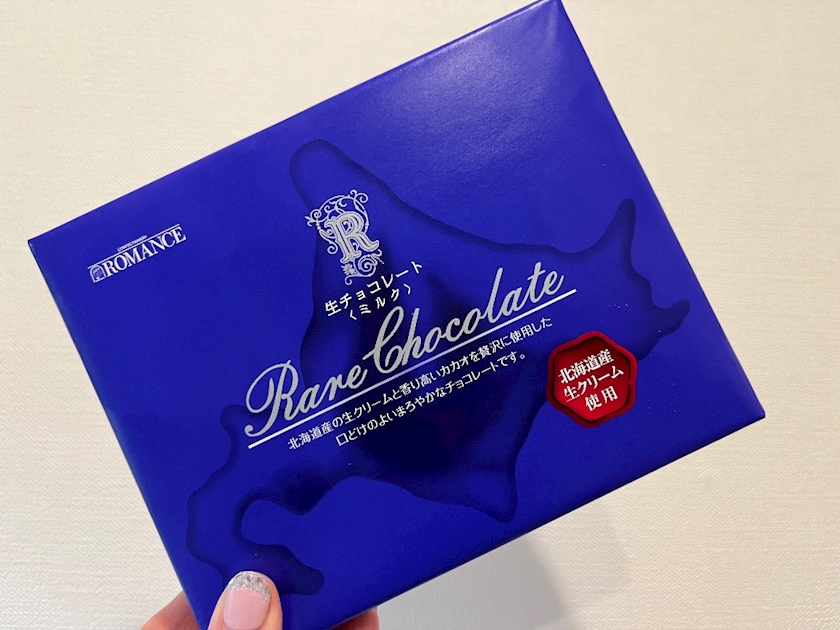 ROMANCE
R
生チョコレート
〈ミルク〉
Rare Chocolate
北海道産の生クリームと香り高いカカオを贅沢に使用した
口どけのよいまろやかなチョコレートです。
北海道産
生クリーム
使用